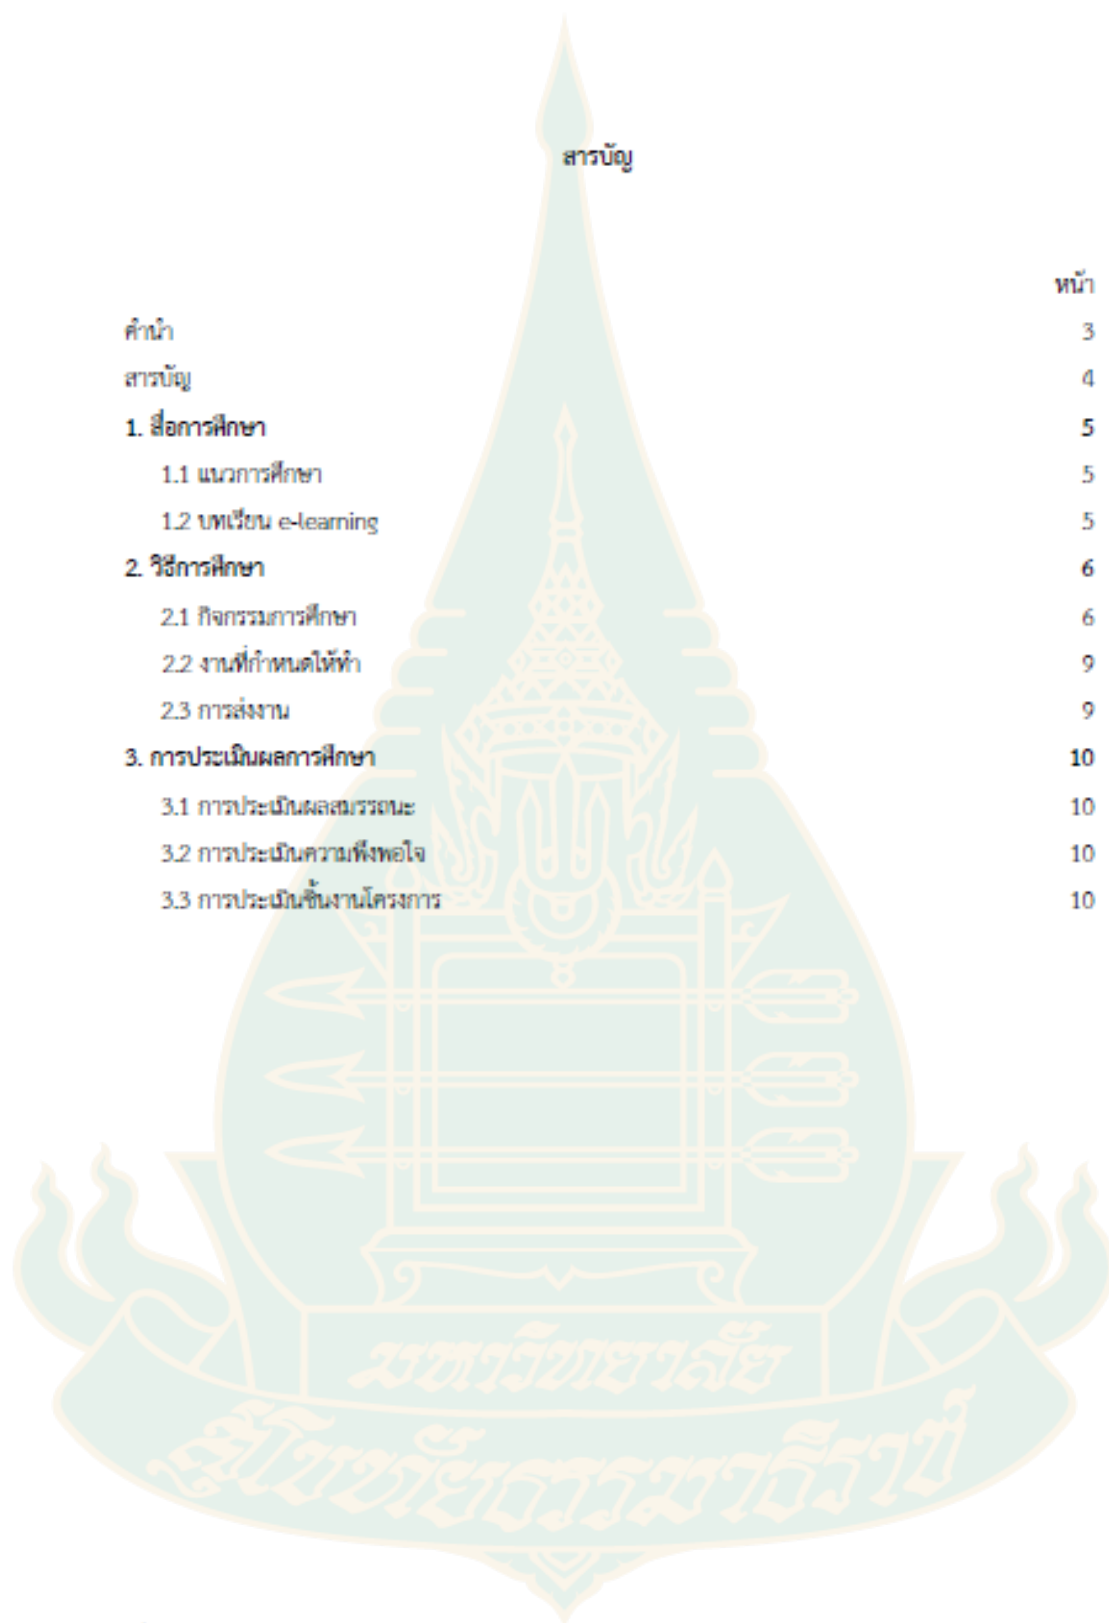 สารบัญ
หน้า
คำนำ 3
สารบัญ 4
1. สื่อการศึกษา 5
1.1 แนวการศึกษา 5
1.2 บทเรียน e-learning 5
2. วิธีการศึกษา 6
2.1 กิจกรรมการศึกษา 6
2.2 งานที่กำหนดให้ทำ 9
2.3 การส่งงาน 9
3. การประเมินผลการศึกษา 10
3.1 การประเมินผลสมรรถนะ 10
3.2 การประเมินความพึงพอใจ 10
3.3 การประเมินชิ้นงานโครงการ 10
มหาวิทยาลัย
สุโขทัยธรรมาธิราช